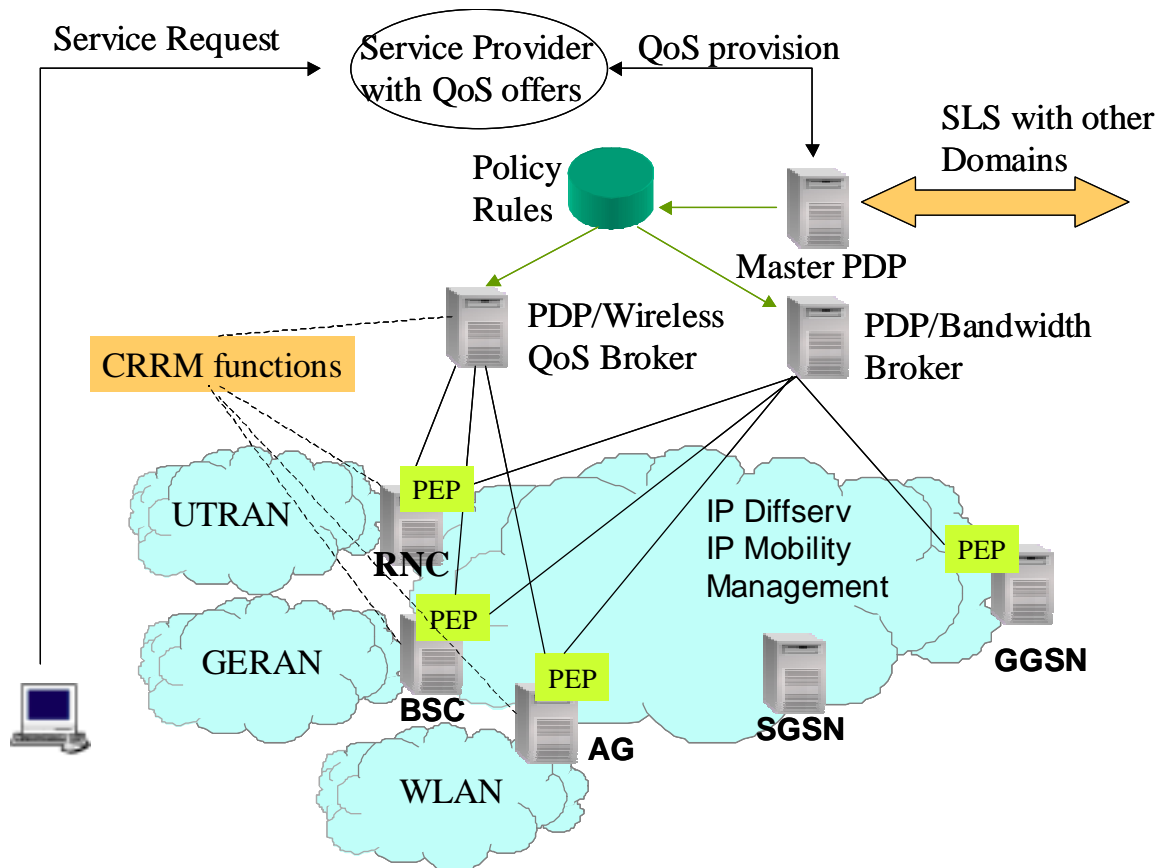 Service Request
Service Provider
with QoS offers
QoS provision
SLS with other
Domains
Policy
Rules
Master PDP
PDP/Wireless
QoS Broker
PDP/Bandwidth
Broker
CRRM functions
PEP
UTRAN
RNC
IP Diffserv
IP Mobility
Management
PEP
GGSN
PEP
GERAN
BSC
PEP
AG
SGSN
WLAN